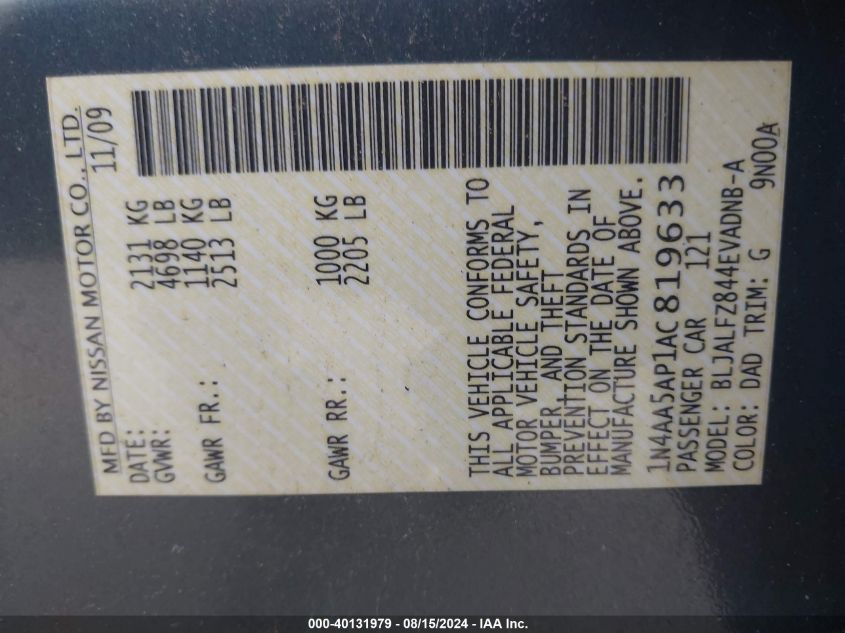 MFD BY NISSAN MOTOR CO., LTD.
DATE: 11/09
GVWR: 2131 KG
4698 LB
GAWR FR.: 1140 KG
2513 LB
GAWR RR.: 1000 KG
2205 LB
THIS VEHICLE CONFORMS TO
ALL APPLICABLE FEDERAL
MOTOR VEHICLE SAFETY,
BUMPER, AND THEFT
PREVENTION STANDARDS IN
EFFECT ON THE DATE OF
MANUFACTURE SHOWN ABOVE.
1N4AA5AP1AC819633
PASSENGER CAR 121
MODEL: BLJALFZ844EVADNB-A
COLOR: DAD TRIM: G 9N00A
000-40131979 - 08/15/2024 - IAA Inc.